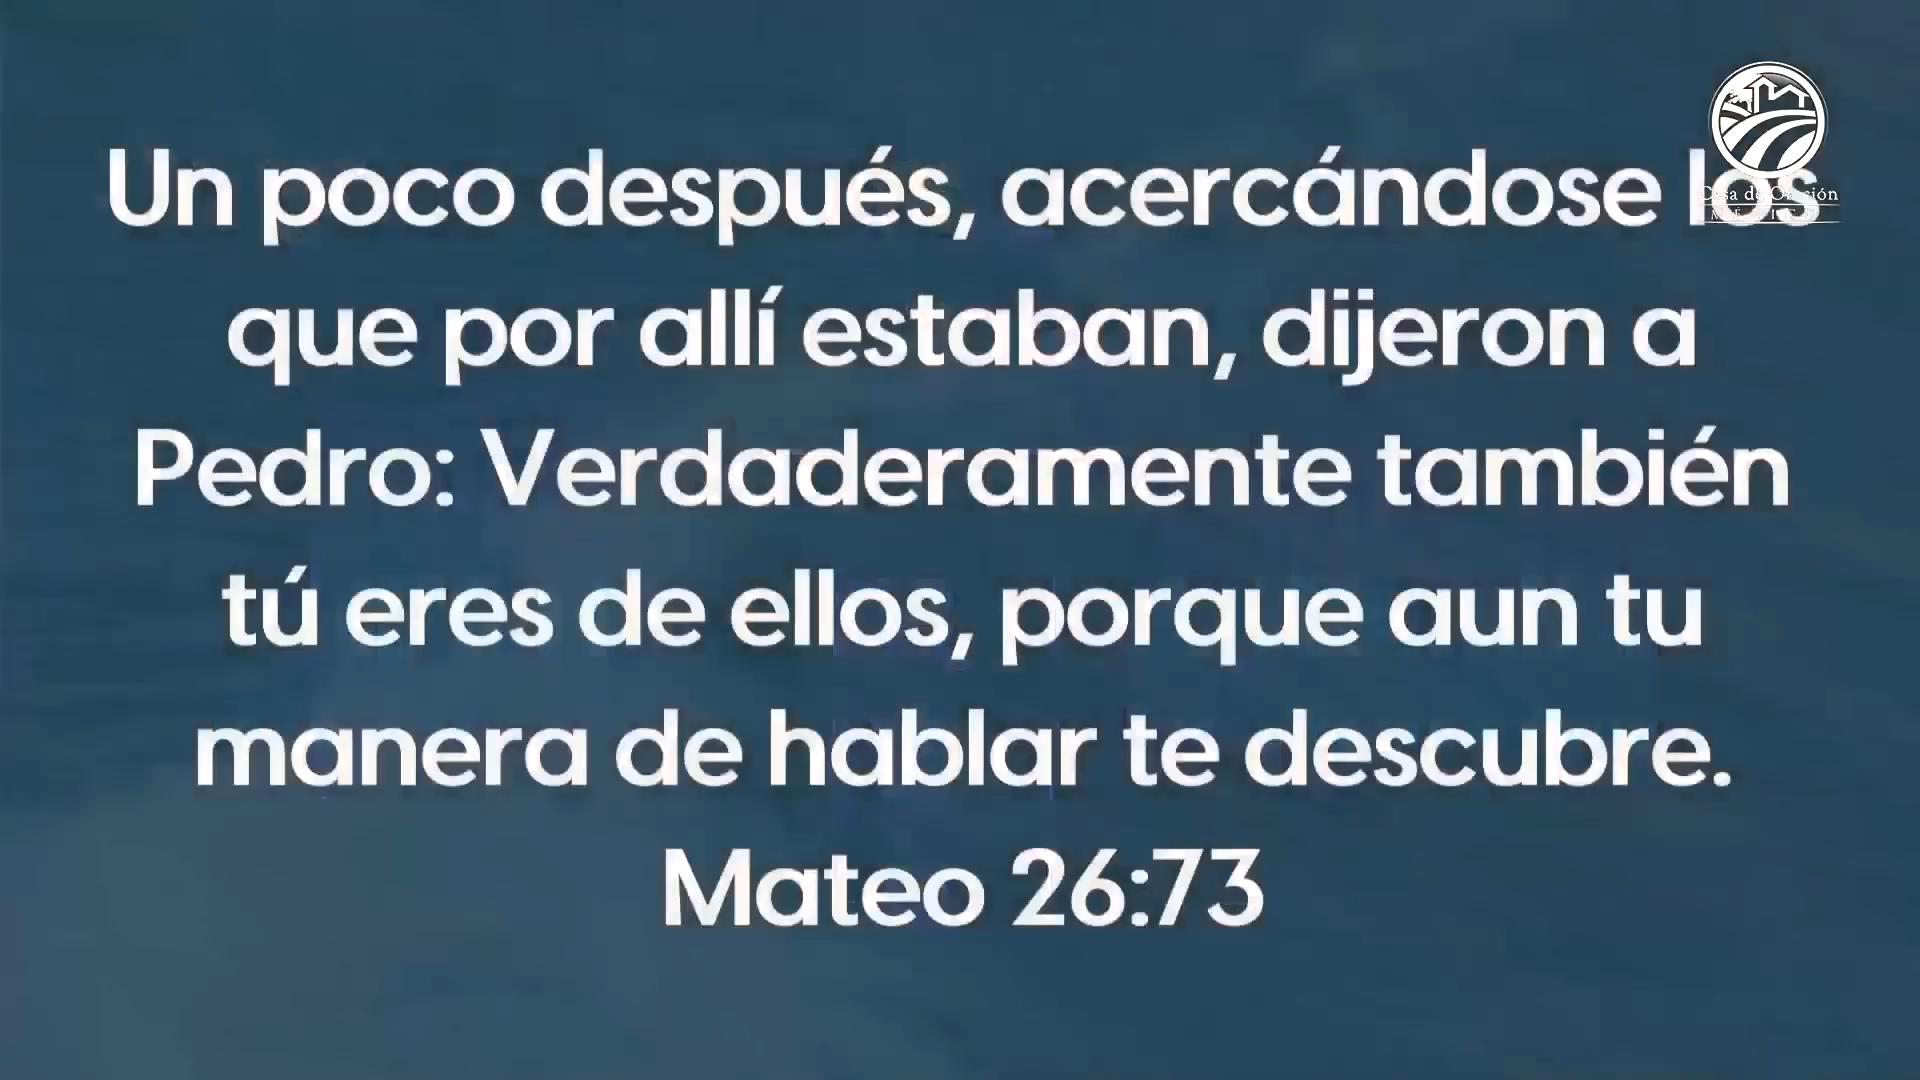 Un poco después, acercándose los
que por allí estaban, dijeron a
Pedro: Verdaderamente también
tú eres de ellos, porque aun tu
manera de hablar te descubre.
Mateo 26:73
Casa de Oración
MÉXICO